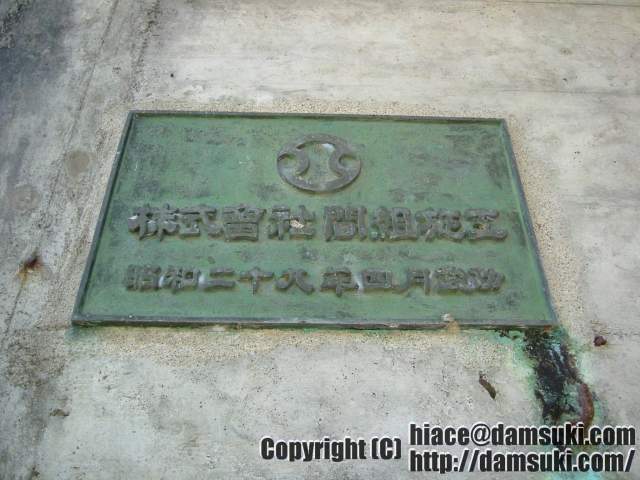 株式會社間組施工
昭和二十八年四月竣功
Copyright (C) hiace@damsuki.com
http://damsuki.com/